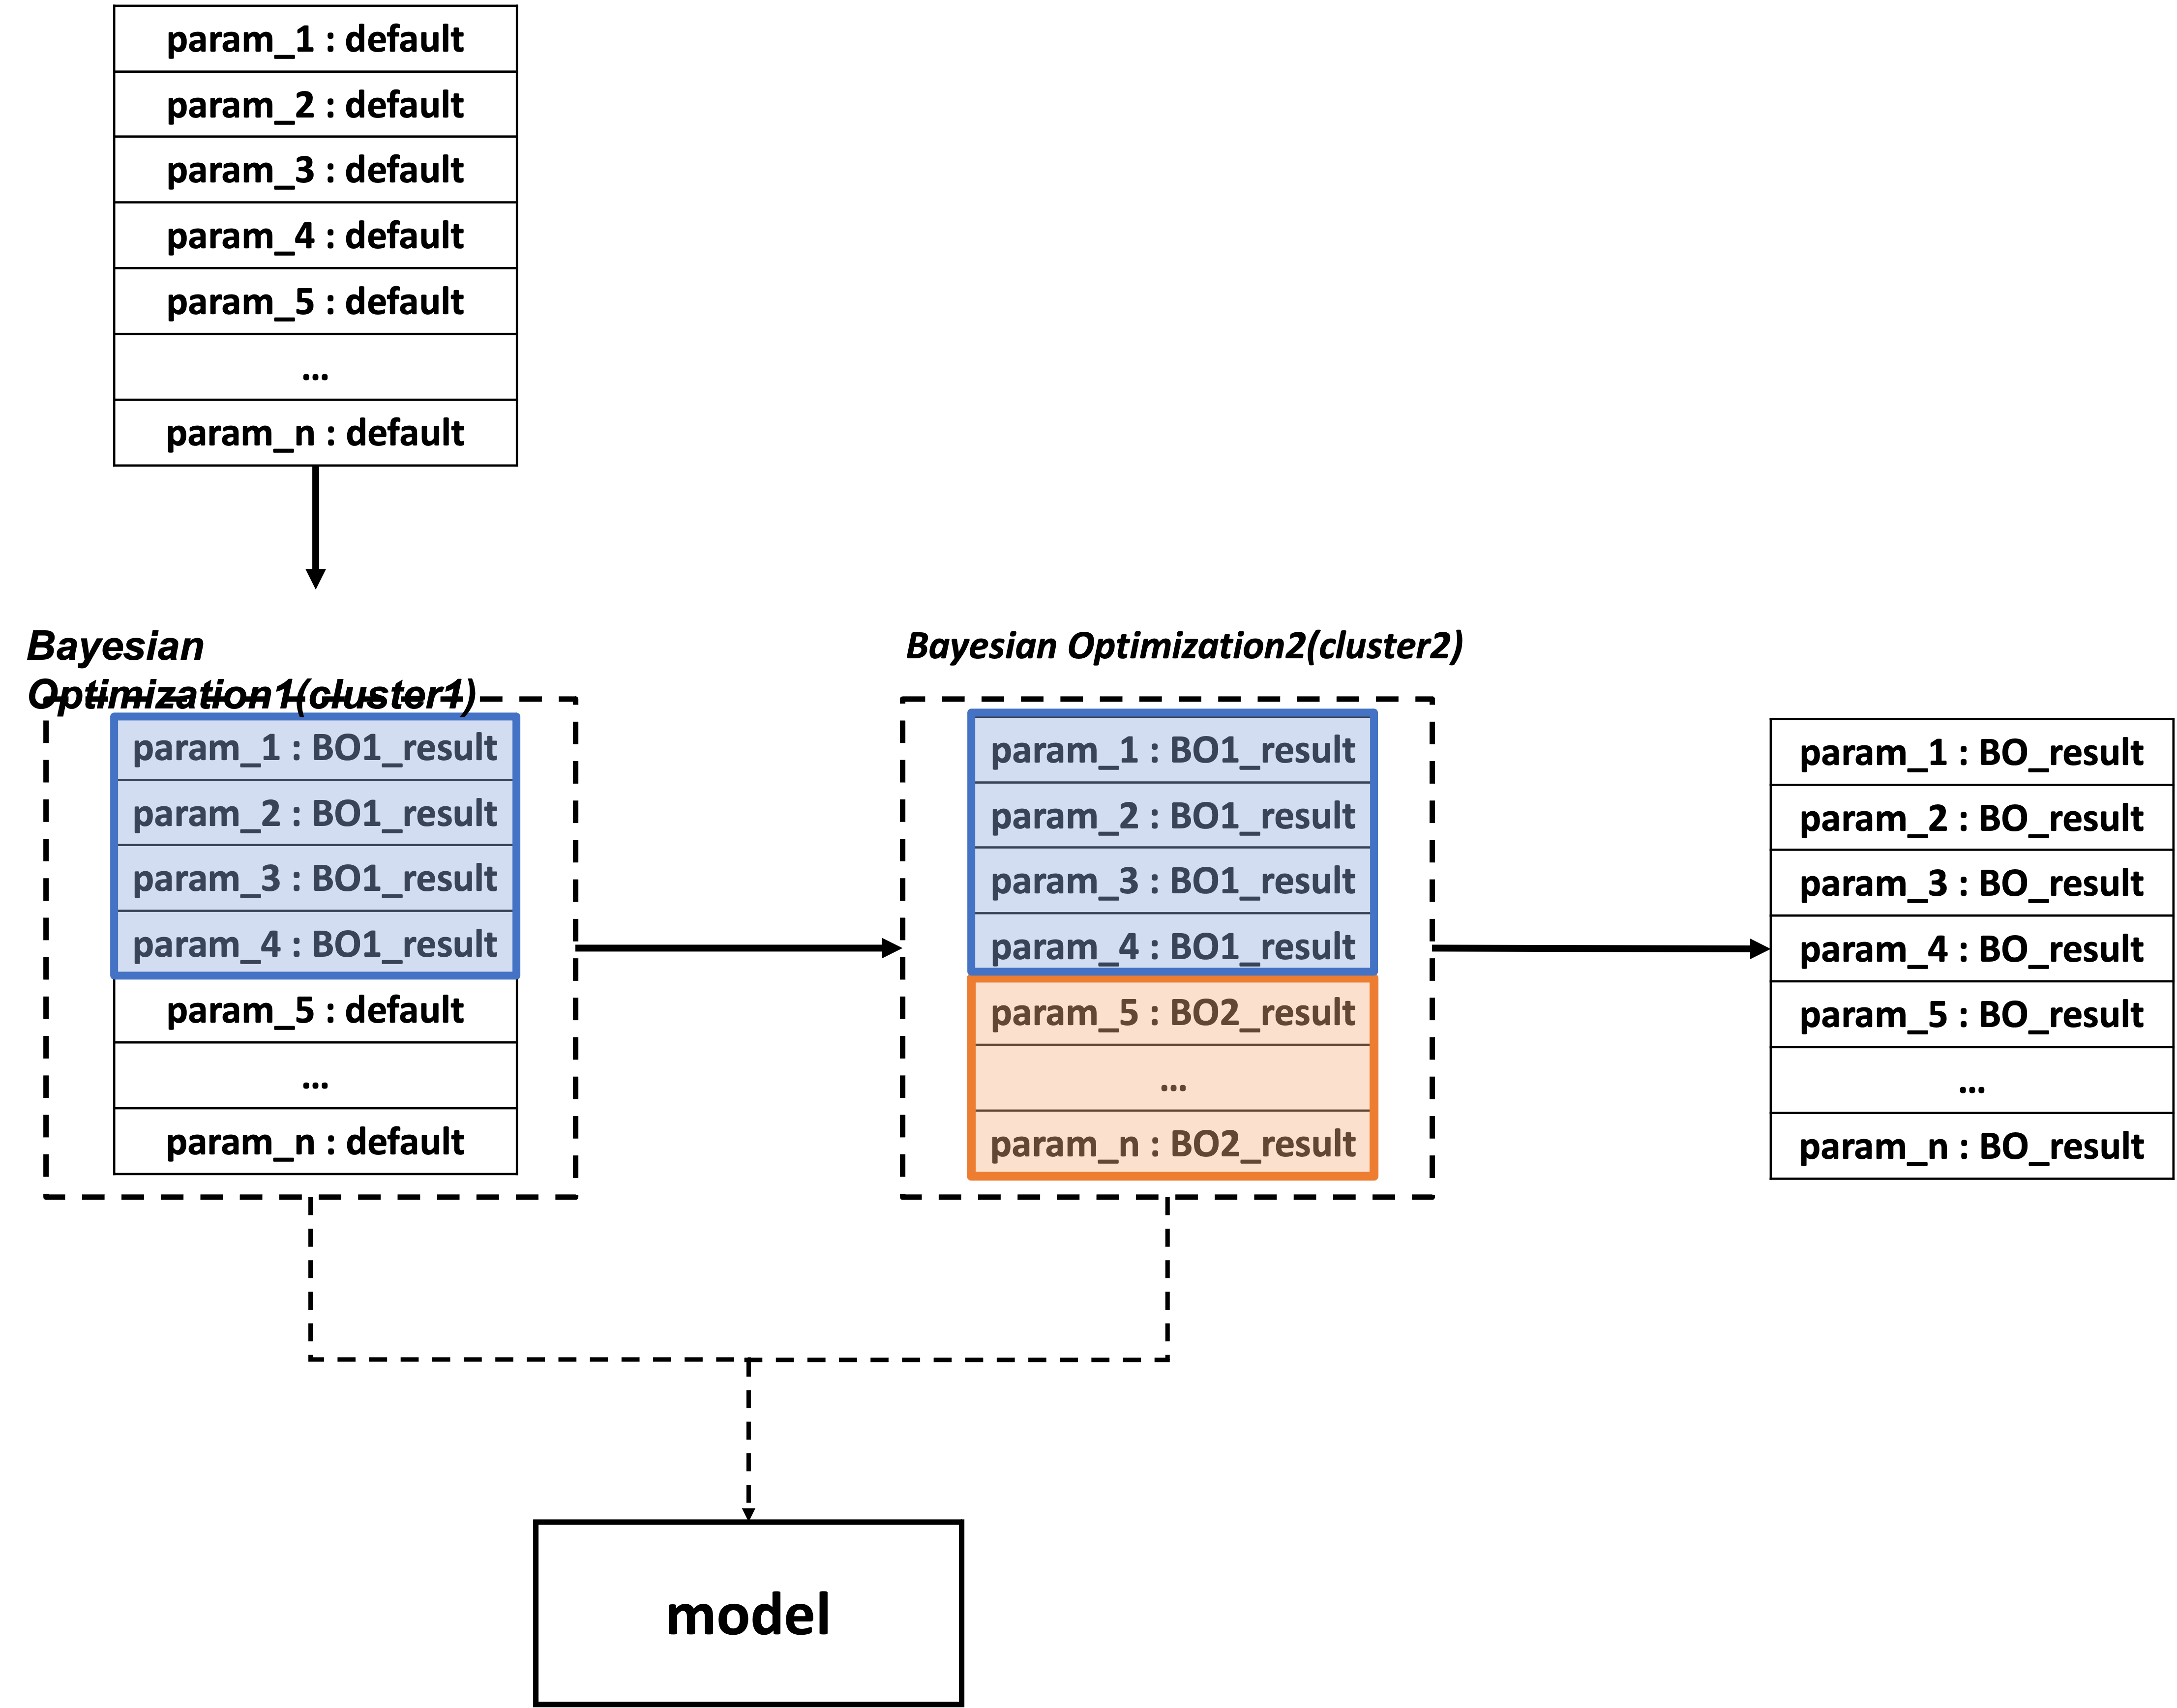 param_1 : default
param_2 : default
param_3 : default
param_4 : default
param_5 : default
...
param_n : default
Bayesian
Optimization1(cluster1)
param_1 : BO1_result
param_2 : BO1_result
param_3 : BO1_result
param_4 : BO1_result
param_5 : default
...
param_n : default
Bayesian Optimization2(cluster2)
param_1 : BO1_result
param_2 : BO1_result
param_3 : BO1_result
param_4 : BO1_result
param_5 : BO2_result
...
param_n : BO2_result
param_1 : BO_result
param_2 : BO_result
param_3 : BO_result
param_4 : BO_result
param_5 : BO_result
...
param_n : BO_result
model